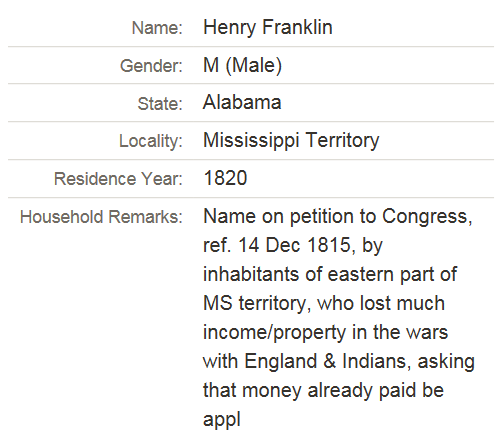 Name: Henry Franklin
Gender: M (Male)
State: Alabama
Locality: Mississippi Territory
Residence Year: 1820
Household Remarks: Name on petition to Congress,
ref. 14 Dec 1815, by
inhabitants of eastern part of
MS territory, who lost much
income/property in the wars
with England & Indians, asking
that money already paid be
appl